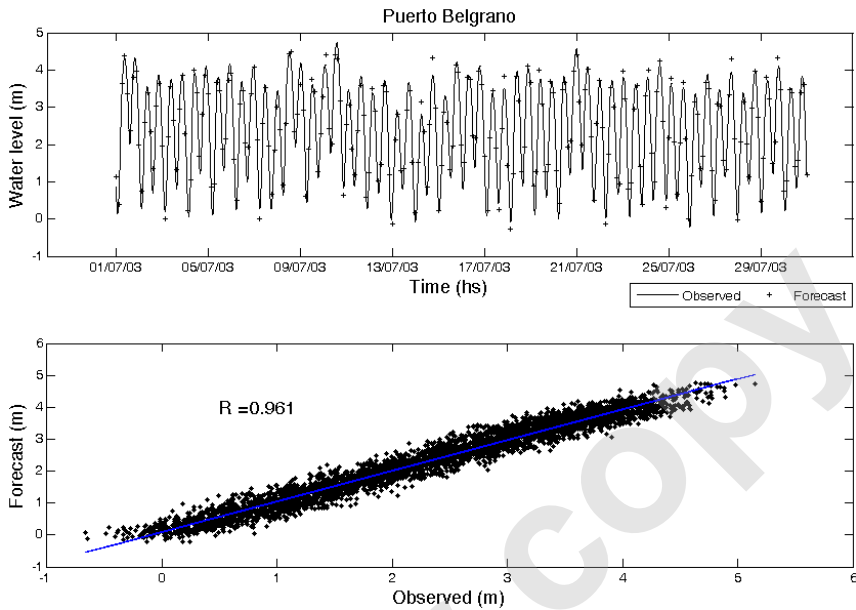 Puerto Belgrano
5
4
3
2
1
0
-1
Water level (m)
01/07/03 05/07/03 09/07/03 13/07/03 17/07/03 21/07/03 25/07/03 29/07/03
Time (hs)
Observed + Forecast
6
5
4
3
2
1
0
-1
Forecast (m)
R =0.961
-1 0 1 2 3 4 5 6
Observed (m)
copy